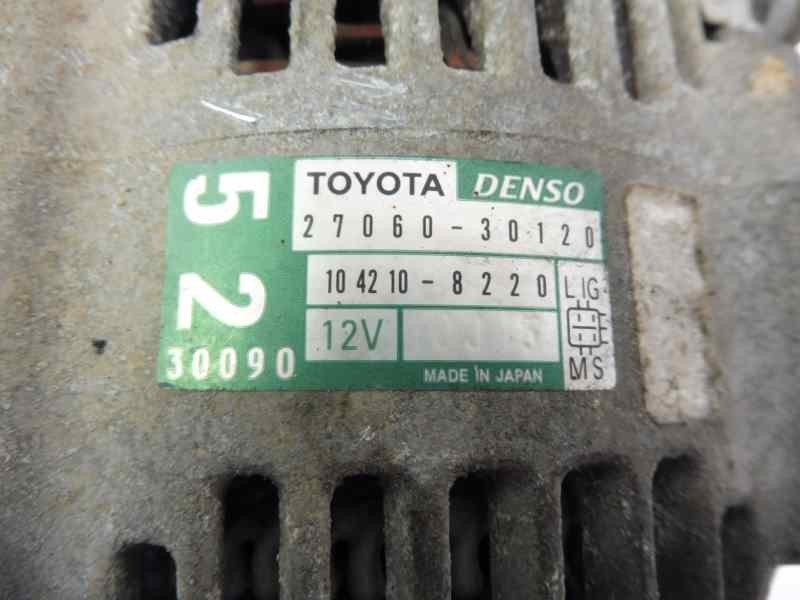 5 2
30090
TOYOTA DENSO
27060-30120
104210-8220
12V
MADE IN JAPAN
L IG
M S